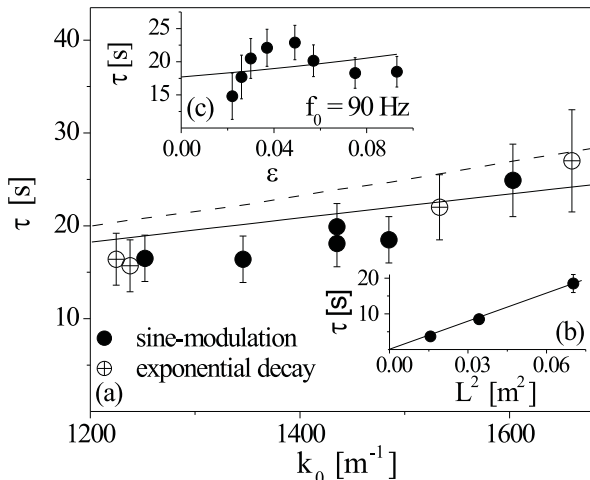 40
30
20
10
τ [s]
1200
1400
1600
k₀ [m⁻¹]
(a)
sine-modulation
exponential decay
τ [s]
25
20
15
0.00
0.04
0.08
ε
(c)
f₀ = 90 Hz
τ [s]
20
10
0.00
0.03
0.06
L² [m²]
(b)